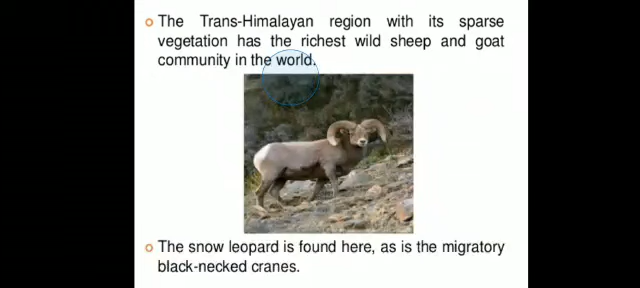 The Trans-Himalayan region with its sparse
vegetation has the richest wild sheep and goat
community in the world.
The snow leopard is found here, as is the migratory
black-necked cranes.